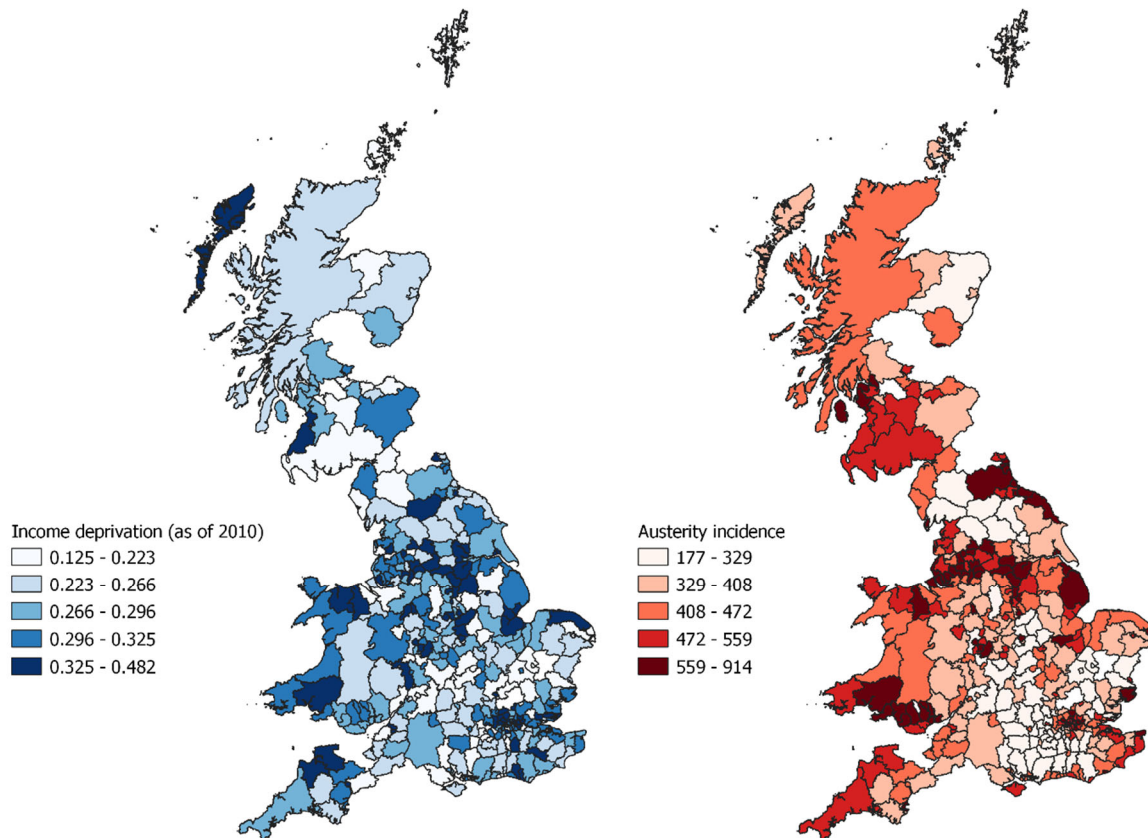 Income deprivation (as of 2010)
0.125 - 0.223
0.223 - 0.266
0.266 - 0.296
0.296 - 0.325
0.325 - 0.482
Austerity incidence
177 - 329
329 - 408
408 - 472
472 - 559
559 - 914